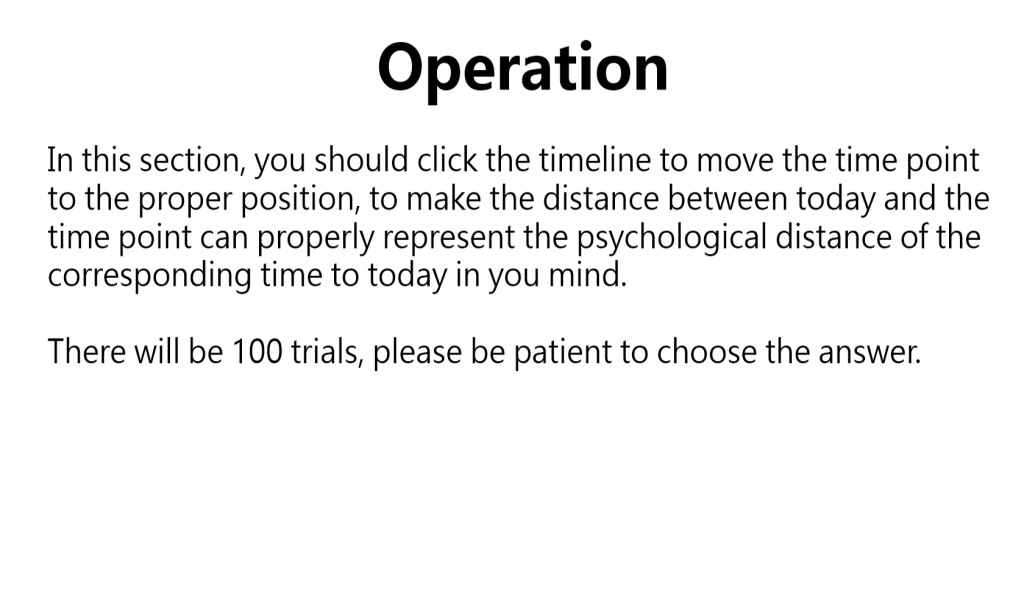 Operation
In this section, you should click the timeline to move the time point
to the proper position, to make the distance between today and the
time point can properly represent the psychological distance of the
corresponding time to today in you mind.
There will be 100 trials, please be patient to choose the answer.